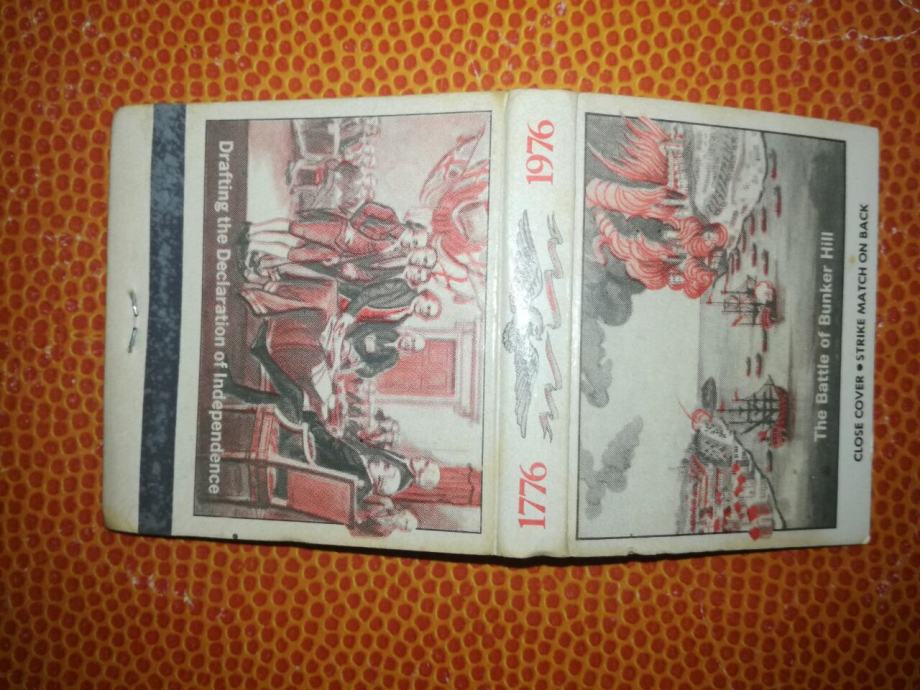 Drafting the Declaration of Independence
1776
1976
The Battle of Bunker Hill
CLOSE COVER • STRIKE MATCH ON BACK